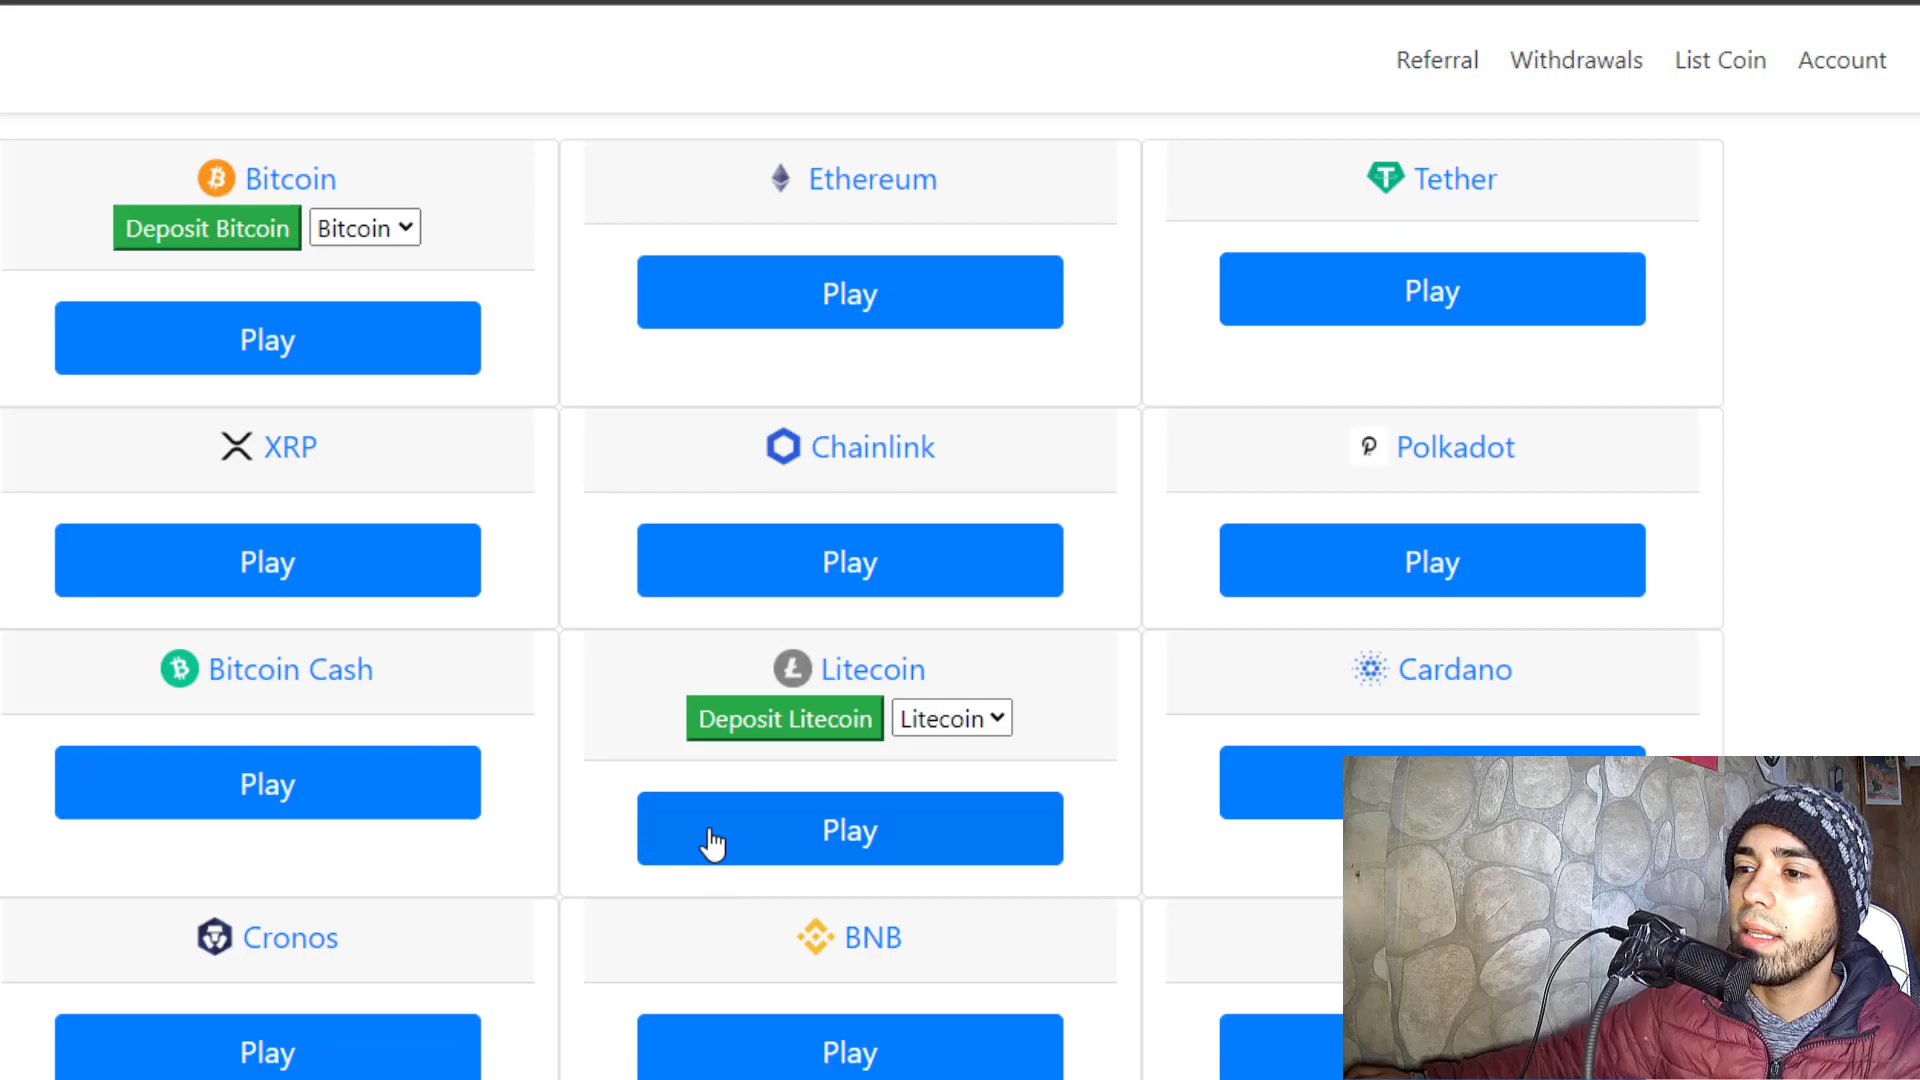 Referral Withdrawals List Coin Account
Bitcoin
Deposit Bitcoin Bitcoin
Play
Ethereum
Play
Tether
Play
XRP
Play
Chainlink
Play
Polkadot
Play
Bitcoin Cash
Play
Litecoin
Deposit Litecoin Litecoin
Play
Cardano
Cronos
Play
BNB
Play